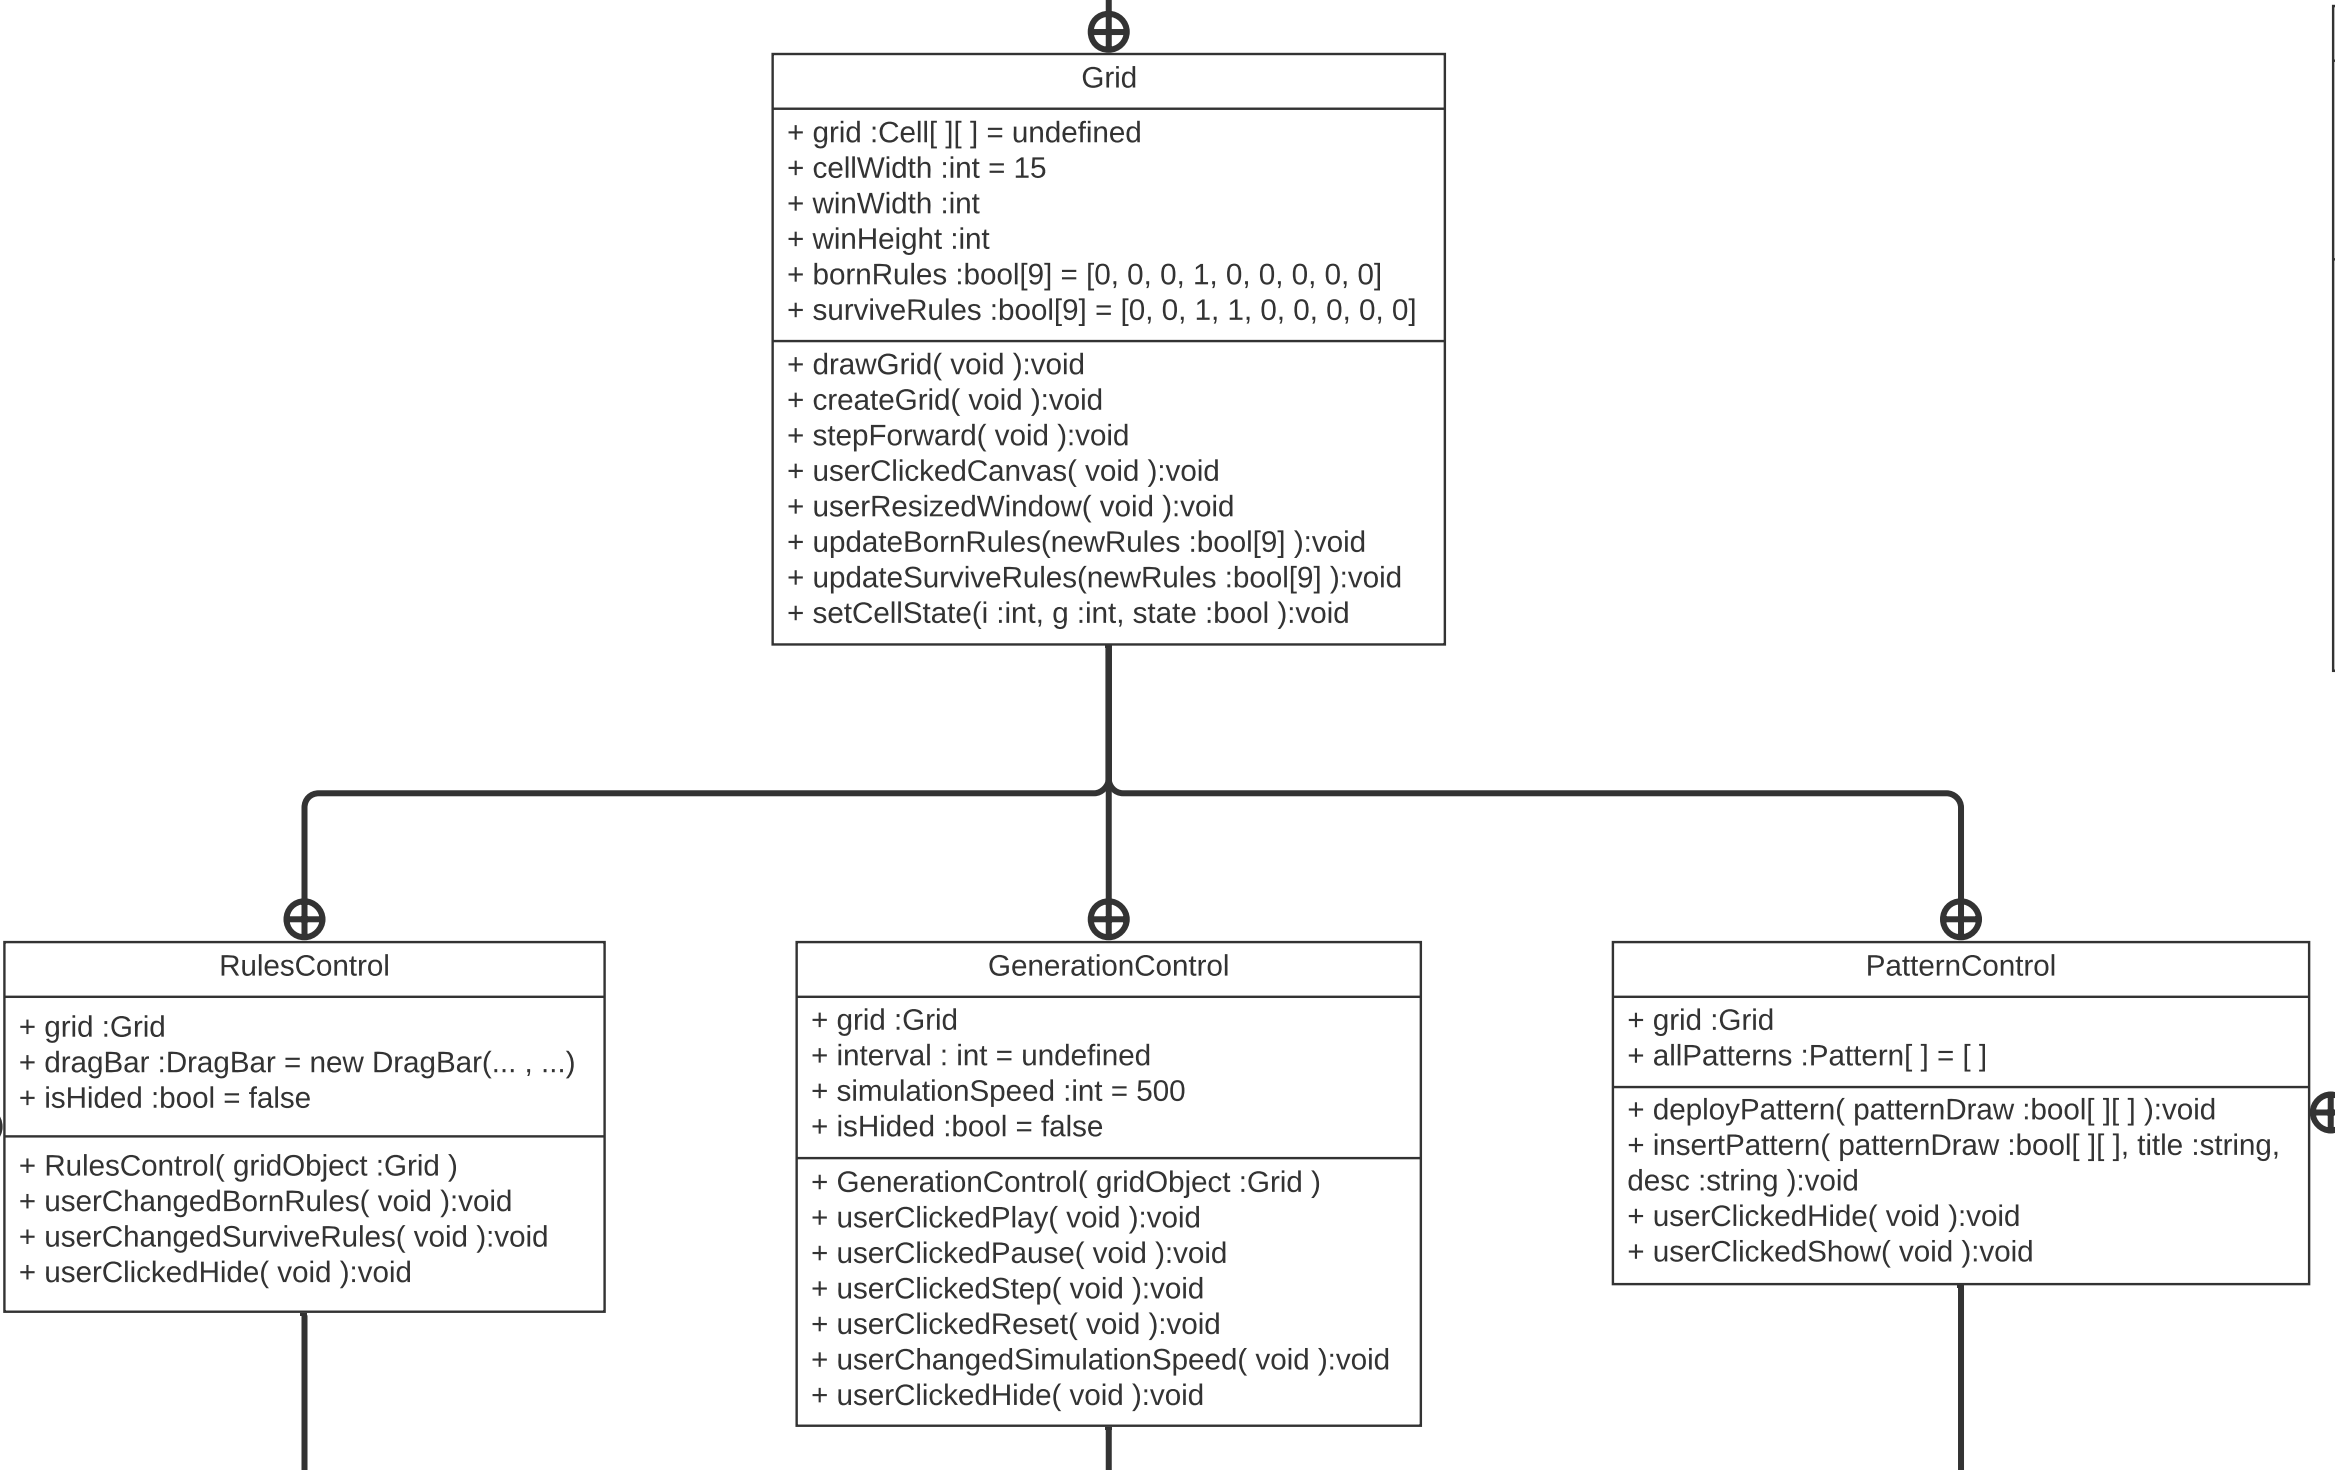 Grid
+ grid :Cell[ ][ ] = undefined
+ cellWidth :int = 15
+ winWidth :int
+ winHeight :int
+ bornRules :bool[9] = [0, 0, 0, 1, 0, 0, 0, 0, 0]
+ surviveRules :bool[9] = [0, 0, 1, 1, 0, 0, 0, 0, 0]
+ drawGrid( void ):void
+ createGrid( void ):void
+ stepForward( void ):void
+ userClickedCanvas( void ):void
+ userResizedWindow( void ):void
+ updateBornRules(newRules :bool[9] ):void
+ updateSurviveRules(newRules :bool[9] ):void
+ setCellState(i :int, g :int, state :bool ):void
RulesControl
+ grid :Grid
+ dragBar :DragBar = new DragBar(... , ...)
+ isHided :bool = false
+ RulesControl( gridObject :Grid )
+ userChangedBornRules( void ):void
+ userChangedSurviveRules( void ):void
+ userClickedHide( void ):void
GenerationControl
+ grid :Grid
+ interval : int = undefined
+ simulationSpeed :int = 500
+ isHided :bool = false
+ GenerationControl( gridObject :Grid )
+ userClickedPlay( void ):void
+ userClickedPause( void ):void
+ userClickedStep( void ):void
+ userClickedReset( void ):void
+ userChangedSimulationSpeed( void ):void
+ userClickedHide( void ):void
PatternControl
+ grid :Grid
+ allPatterns :Pattern[ ] = [ ]
+ deployPattern( patternDraw :bool[ ][ ] ):void
+ insertPattern( patternDraw :bool[ ][ ], title :string,
desc :string ):void
+ userClickedHide( void ):void
+ userClickedShow( void ):void